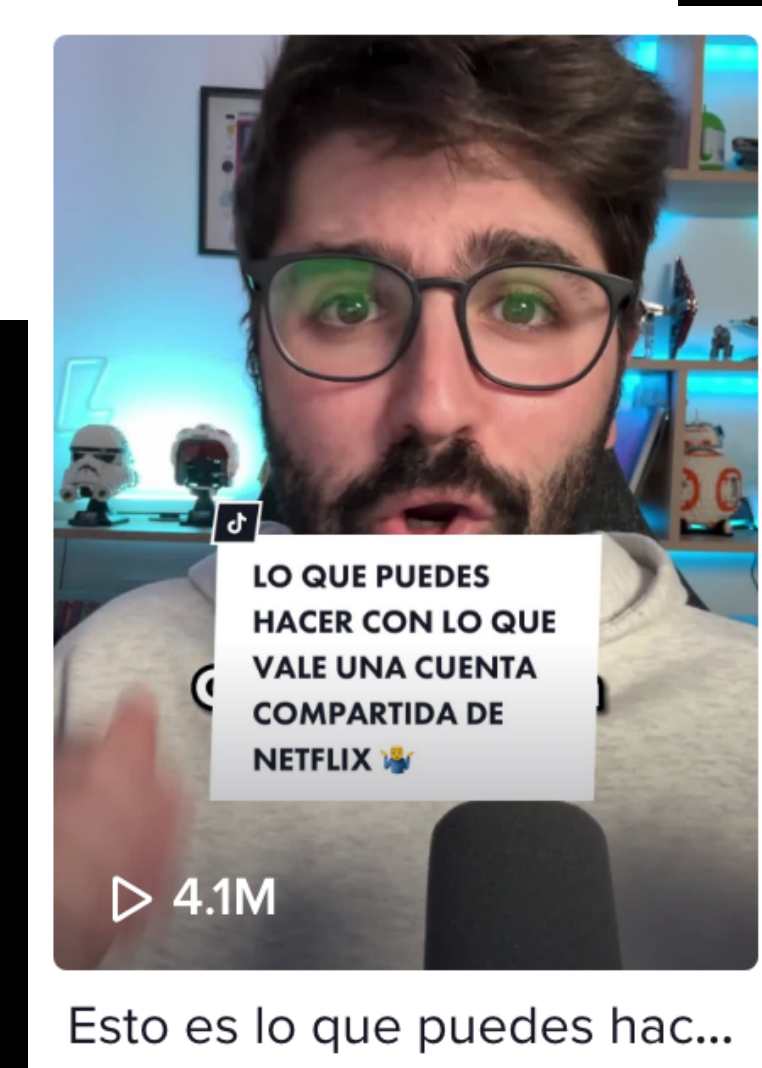 LO QUE PUEDES
HACER CON LO QUE
VALE UNA CUENTA
COMPARTIDA DE
NETFLIX 🤷‍♂️
4.1M
Esto es lo que puedes hac...